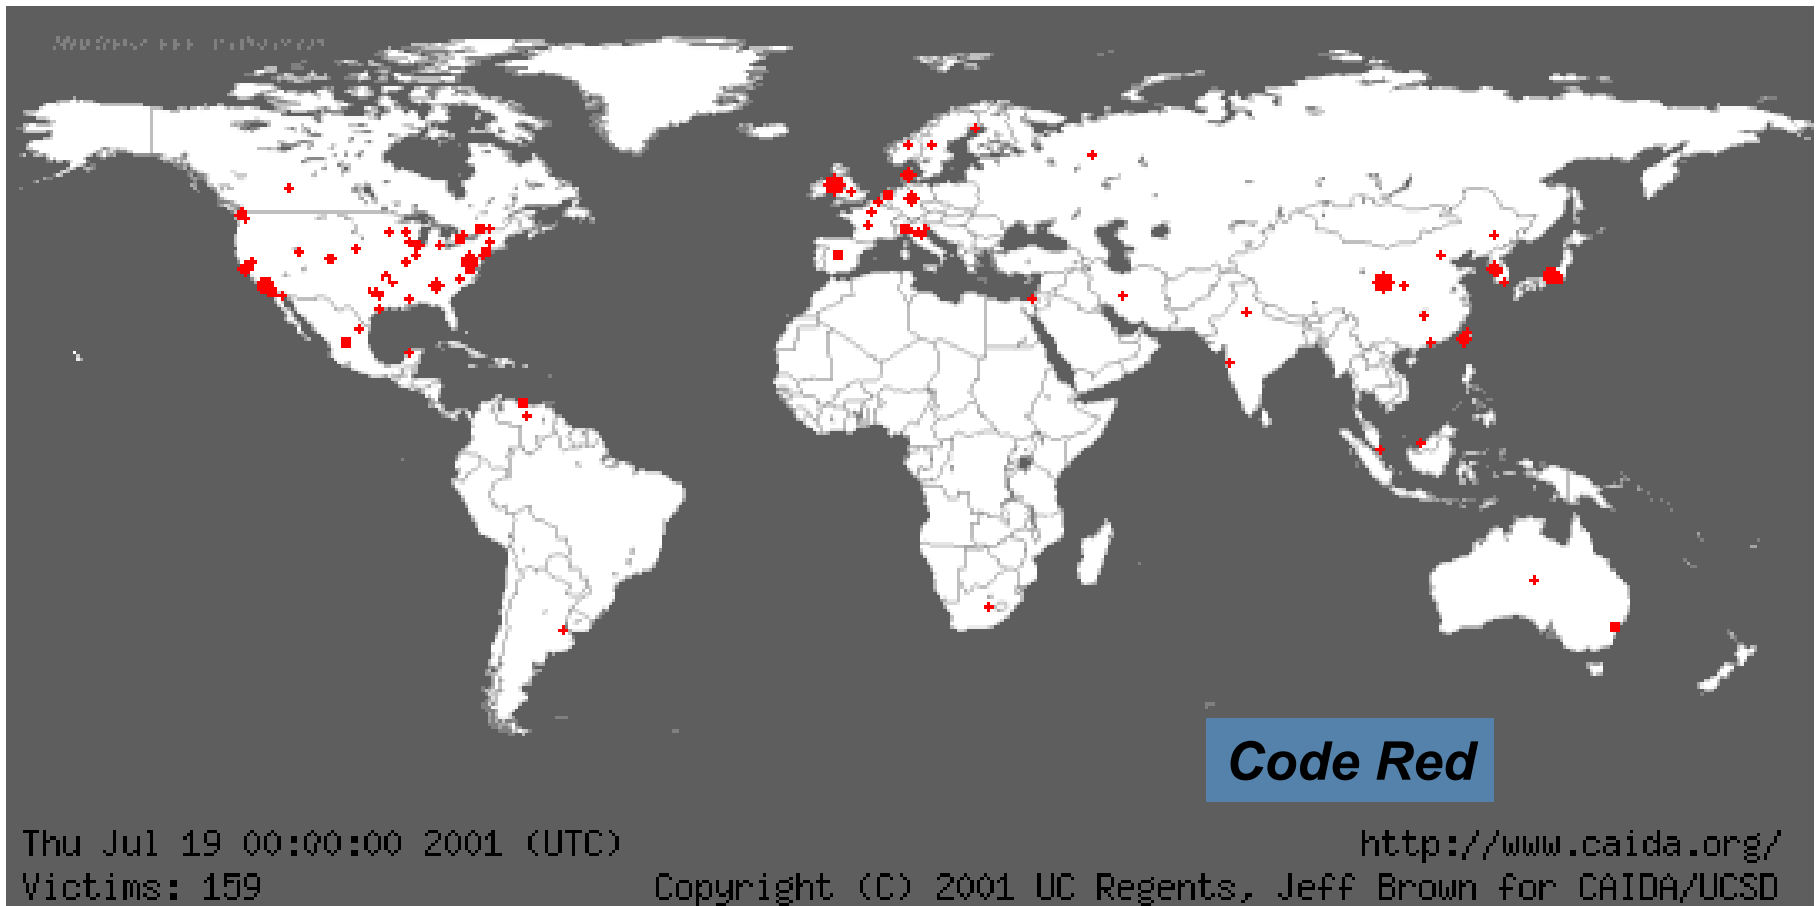 Code Red
Thu Jul 19 00:00:00 2001 (UTC)
http://www.caida.org/
Victims: 159
Copyright (C) 2001 UC Regents, Jeff Brown for CAIDA/UCSD